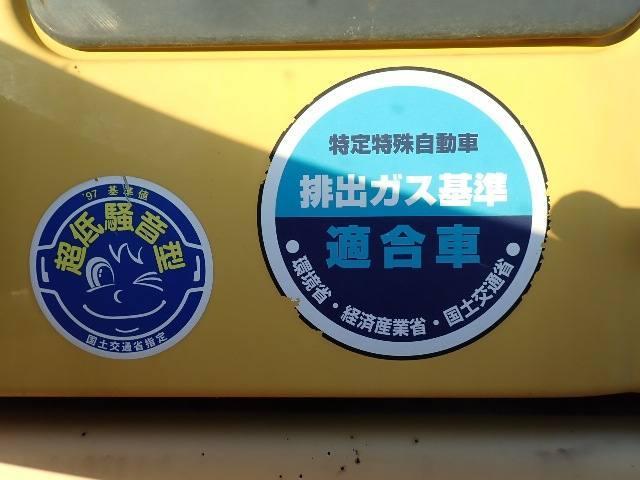 '97 基準値
超低騒音型
国土交通省指定
特定特殊自動車
排出ガス基準
適合車
環境省・経済産業省・国土交通省